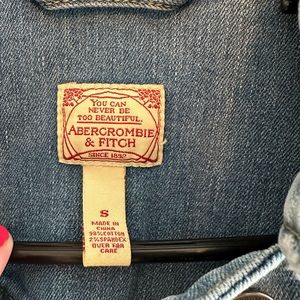 YOU CAN
NEVER BE
TOO BEAUTIFUL.
ABERCROMBIE
& FITCH
SINCE 1892
S
MADE IN
CHINA
98% COTTON
2% SPANDEX
OVER FOR
CARE